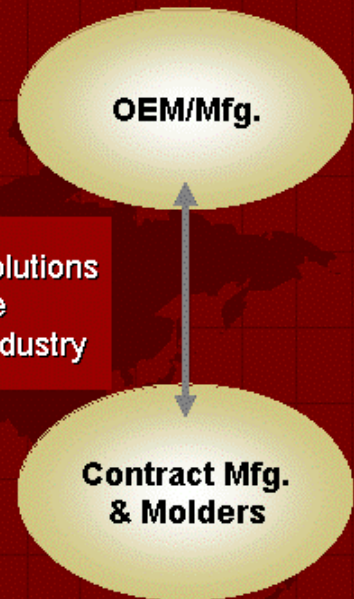 OEM/Mfg.
olutions
e
dustry
Contract Mfg.
& Molders